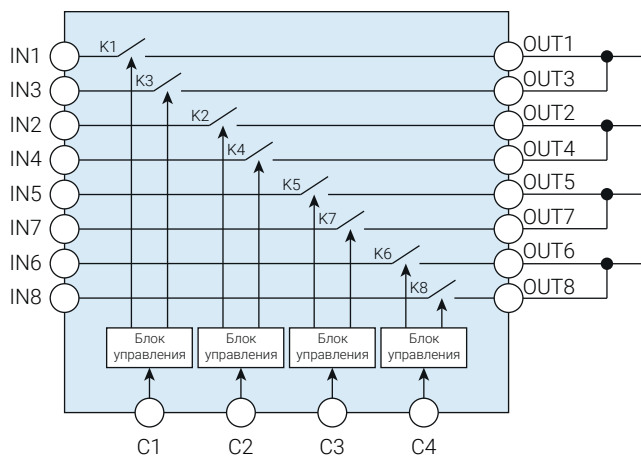 IN1
K1
OUT1
IN3
K3
OUT3
IN2
K2
OUT2
IN4
K4
OUT4
IN5
K5
OUT5
IN7
K7
OUT7
IN6
K6
OUT6
IN8
K8
OUT8
Блок
управления
Блок
управления
Блок
управления
Блок
управления
C1
C2
C3
C4